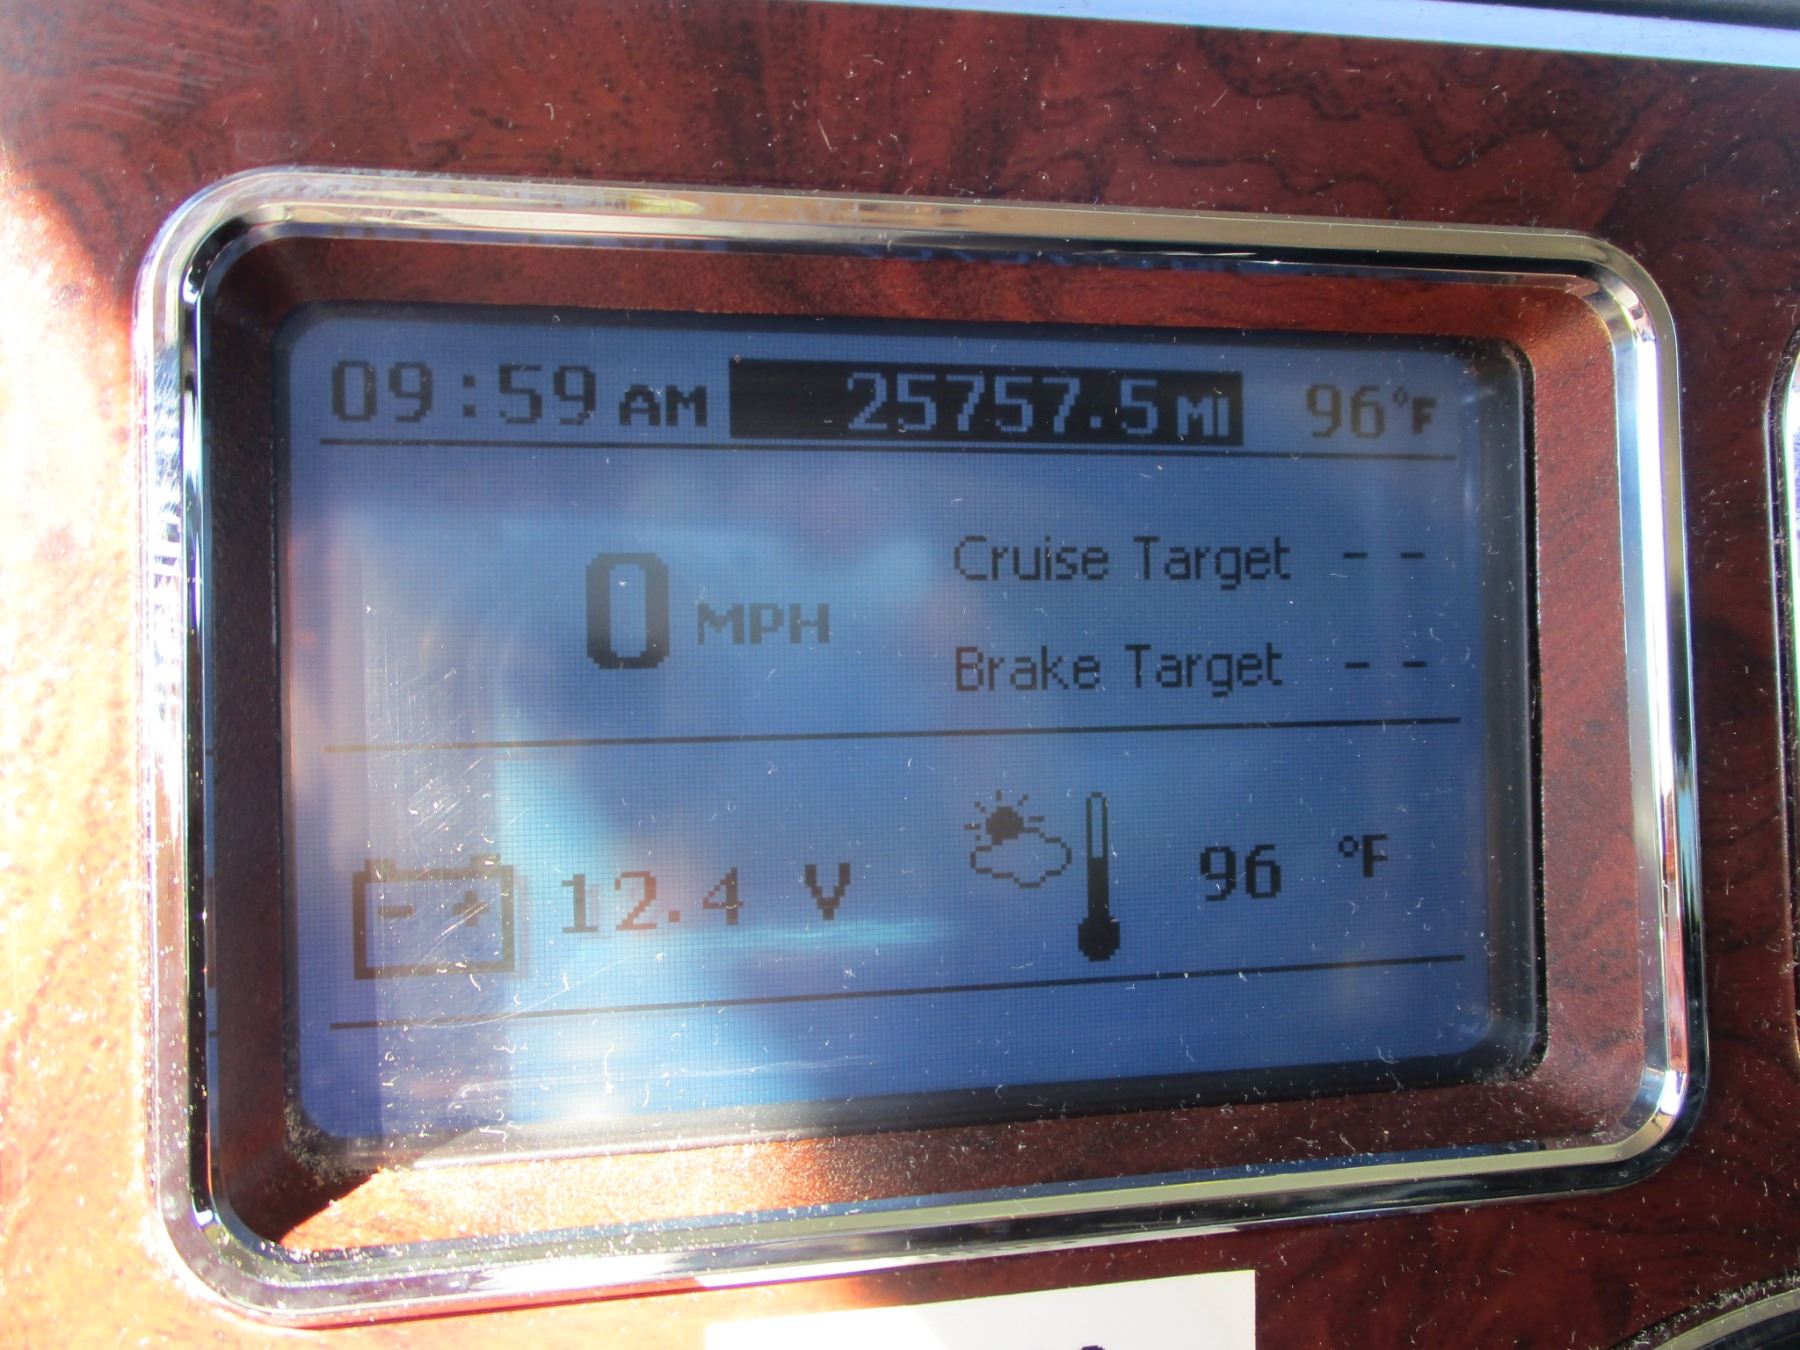 09:59 AM 25757.5 MI 96°F
0 MPH
Cruise Target --
Brake Target --
- + 12.4 V 96 °F